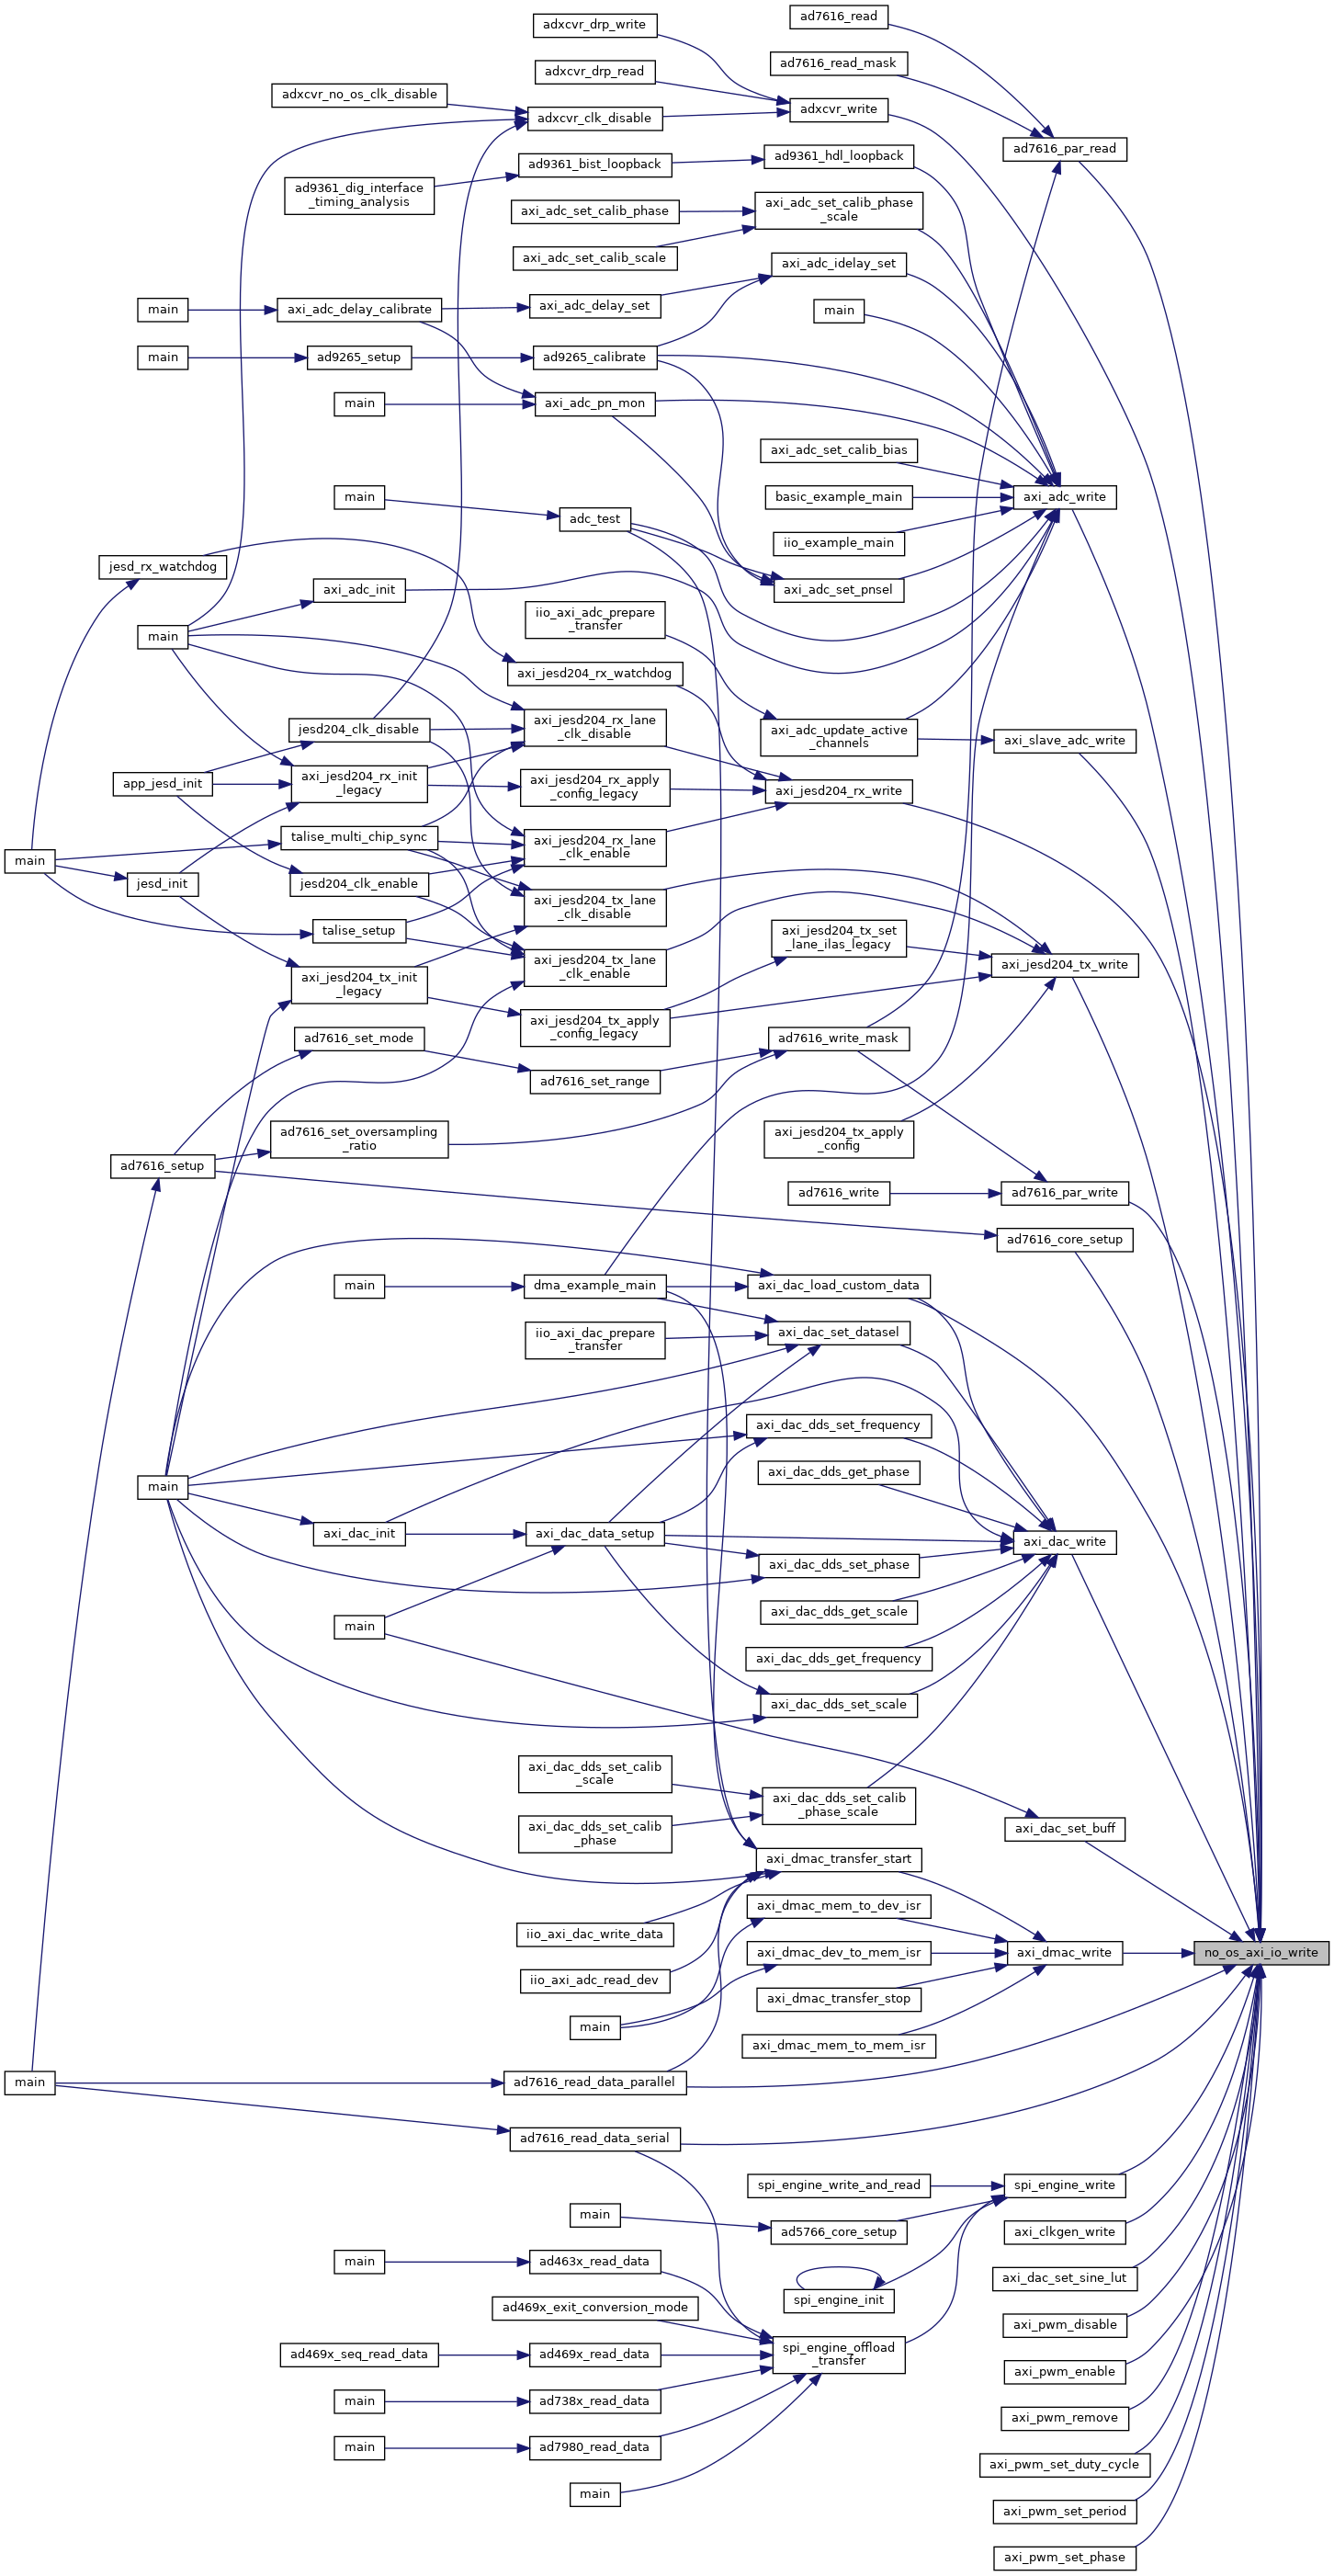 ad7616_read
adxcvr_drp_write
ad7616_read_mask
adxcvr_drp_read
adxcvr_no_os_clk_disable
adxcvr_write
adxcvr_clk_disable
ad7616_par_read
ad9361_hdl_loopback
ad9361_bist_loopback
ad9361_dig_interface
_timing_analysis
axi_adc_set_calib_phase
_scale
axi_adc_set_calib_phase
axi_adc_set_calib_scale
axi_adc_idelay_set
axi_adc_delay_set
main
axi_adc_delay_calibrate
main
main
ad9265_setup
ad9265_calibrate
main
axi_adc_pn_mon
axi_adc_set_calib_bias
main
basic_example_main
axi_adc_write
adc_test
iio_example_main
jesd_rx_watchdog
axi_adc_init
axi_adc_set_pnsel
iio_axi_adc_prepare
_transfer
main
axi_jesd204_rx_watchdog
jesd204_clk_disable
axi_jesd204_rx_lane
_clk_disable
axi_adc_update_active
_channels
axi_slave_adc_write
app_jesd_init
axi_jesd204_rx_init
_legacy
axi_jesd204_rx_apply
_config_legacy
axi_jesd204_rx_write
talise_multi_chip_sync
axi_jesd204_rx_lane
_clk_enable
main
jesd_init
jesd204_clk_enable
axi_jesd204_tx_lane
_clk_disable
talise_setup
axi_jesd204_tx_set
_lane_ilas_legacy
axi_jesd204_tx_lane
_clk_enable
axi_jesd204_tx_write
axi_jesd204_tx_init
_legacy
axi_jesd204_tx_apply
_config_legacy
ad7616_set_mode
ad7616_write_mask
ad7616_set_range
ad7616_set_oversampling
_ratio
axi_jesd204_tx_apply
_config
ad7616_setup
ad7616_write
ad7616_par_write
ad7616_core_setup
main
dma_example_main
axi_dac_load_custom_data
iio_axi_dac_prepare
_transfer
axi_dac_set_datasel
axi_dac_dds_set_frequency
axi_dac_dds_get_phase
main
axi_dac_init
axi_dac_data_setup
axi_dac_write
axi_dac_dds_set_phase
axi_dac_dds_get_scale
main
axi_dac_dds_get_frequency
axi_dac_dds_set_scale
axi_dac_dds_set_calib
_scale
axi_dac_dds_set_calib
_phase_scale
axi_dac_dds_set_calib
_phase
axi_dac_set_buff
axi_dmac_transfer_start
axi_dmac_mem_to_dev_isr
iio_axi_dac_write_data
axi_dmac_dev_to_mem_isr
axi_dmac_write
no_os_axi_io_write
iio_axi_adc_read_dev
axi_dmac_transfer_stop
main
axi_dmac_mem_to_mem_isr
main
ad7616_read_data_parallel
ad7616_read_data_serial
spi_engine_write_and_read
spi_engine_write
main
ad5766_core_setup
axi_clkgen_write
main
ad463x_read_data
axi_dac_set_sine_lut
spi_engine_init
ad469x_exit_conversion_mode
axi_pwm_disable
ad469x_seq_read_data
ad469x_read_data
spi_engine_offload
_transfer
axi_pwm_enable
main
ad738x_read_data
axi_pwm_remove
main
ad7980_read_data
axi_pwm_set_duty_cycle
main
axi_pwm_set_period
axi_pwm_set_phase